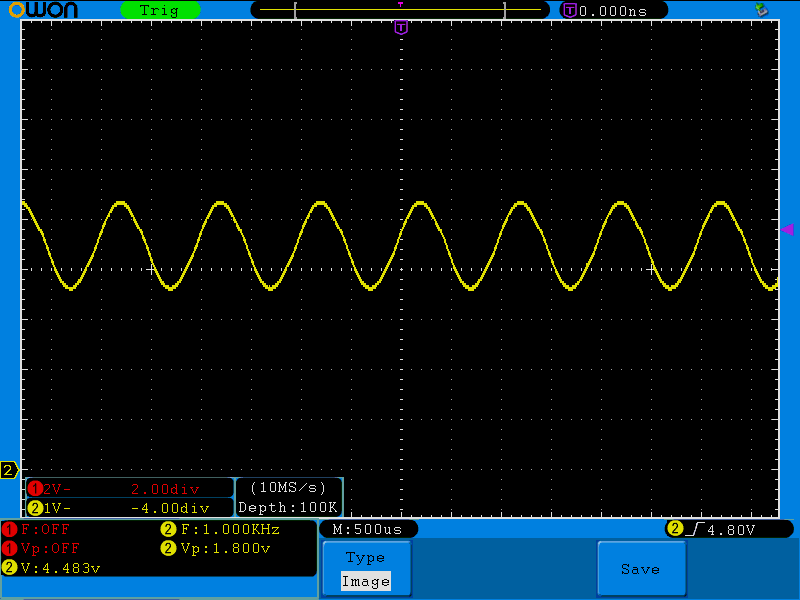 owon Trig T 0.000ns
T
2
1 2V- 2.00div (10MS/s)
2 1V- -4.00div Depth:100K
1 F:OFF 2 F:1.000KHz M:500us 2 4.80V
1 Vp:OFF 2 Vp:1.800v
2 V:4.483v
Type
Image
Save